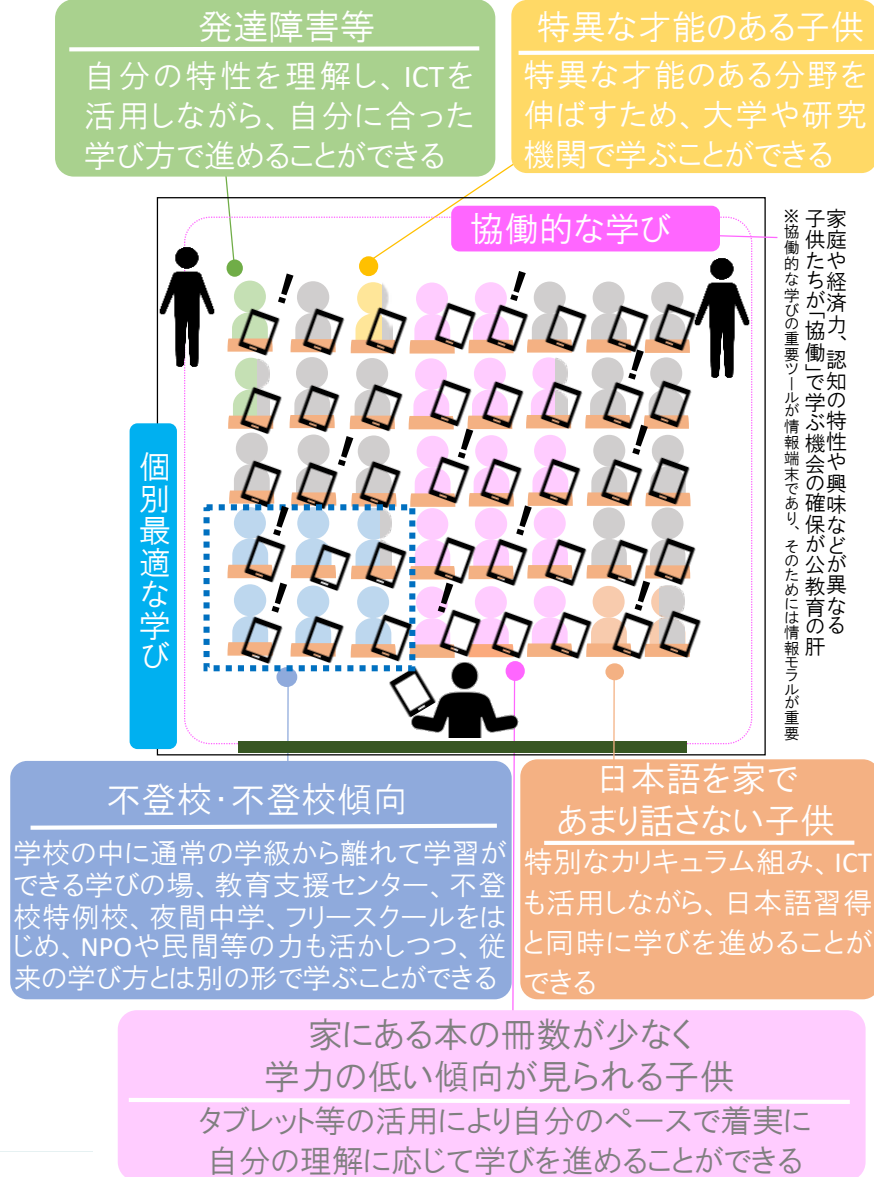 発達障害等
自分の特性を理解し、ICTを
活用しながら、自分に合った
学び方で進めることができる
特異な才能のある子供
特異な才能のある分野を
伸ばすため、大学や研究
機関で学ぶことができる
協働的な学び
家庭や経済力、認知の特性や興味などが異なる
子供たちが「協働」で学ぶ機会の確保が公教育の肝
※協働的な学びの重要ツールが情報端末であり、そのためには情報モラルが重要
!
!
!
!
!
!
!
!
!
!
!
個別最適な学び
不登校・不登校傾向
学校の中に通常の学級から離れて学習が
できる学びの場、教育支援センター、不登
校特例校、夜間中学、フリースクールをは
じめ、NPOや民間等の力も活かしつつ、従
来の学び方とは別の形で学ぶことができる
日本語を家で
あまり話さない子供
特別なカリキュラム組み、ICT
も活用しながら、日本語習得
と同時に学びを進めることが
できる
家にある本の冊数が少なく
学力の低い傾向が見られる子供
タブレット等の活用により自分のペースで着実に
自分の理解に応じて学びを進めることができる